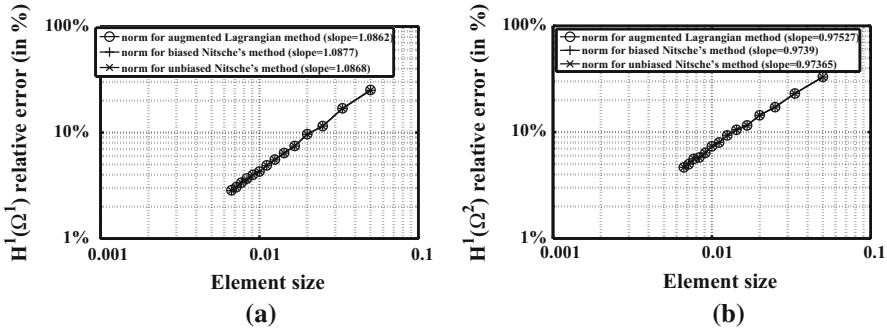 100%
norm for augmented Lagrangian method (slope=1.0862)
norm for biased Nitsche's method (slope=1.0877)
norm for unbiased Nitsche's method (slope=1.0868)
10%
1%
0.001
0.01
0.1
H¹(Ω¹) relative error (in %)
Element size
(a)
100%
norm for augmented Lagrangian method (slope=0.97527)
norm for biased Nitsche's method (slope=0.9739)
norm for unbiased Nitsche's method (slope=0.97365)
10%
1%
0.001
0.01
0.1
H¹(Ω²) relative error (in %)
Element size
(b)